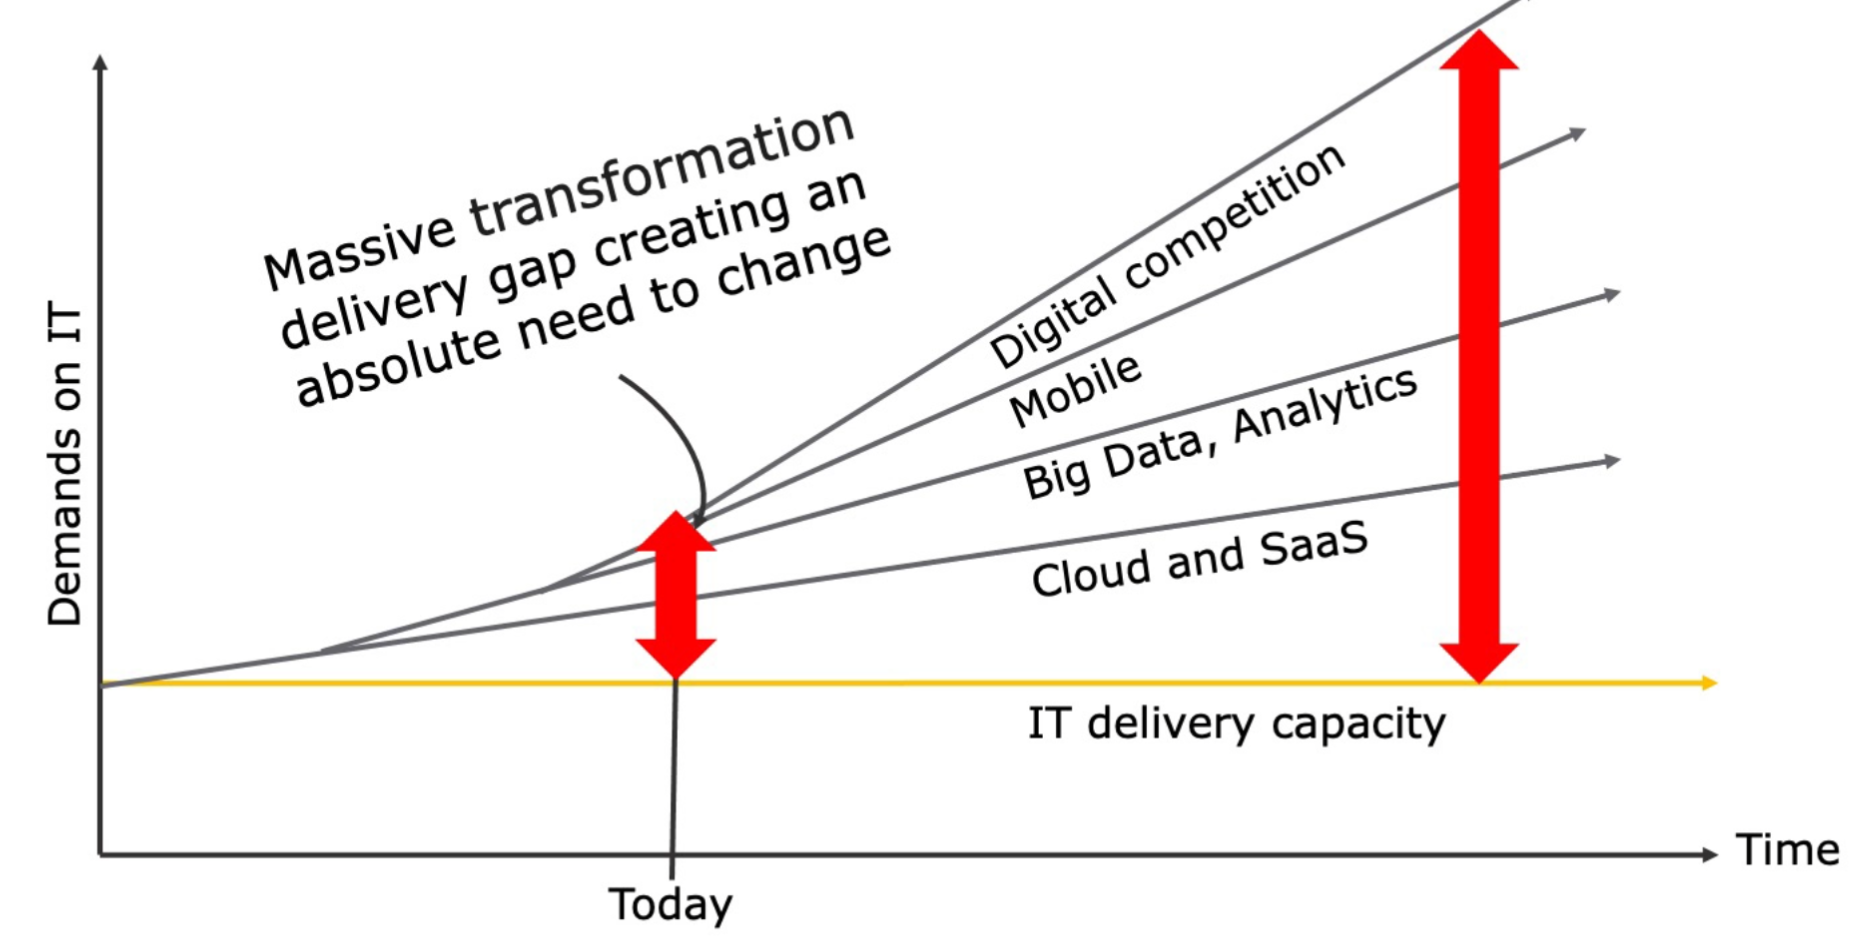 Massive transformation
delivery gap creating an
absolute need to change
Demands on IT
Digital competition
Mobile
Big Data, Analytics
Cloud and SaaS
IT delivery capacity
Time
Today